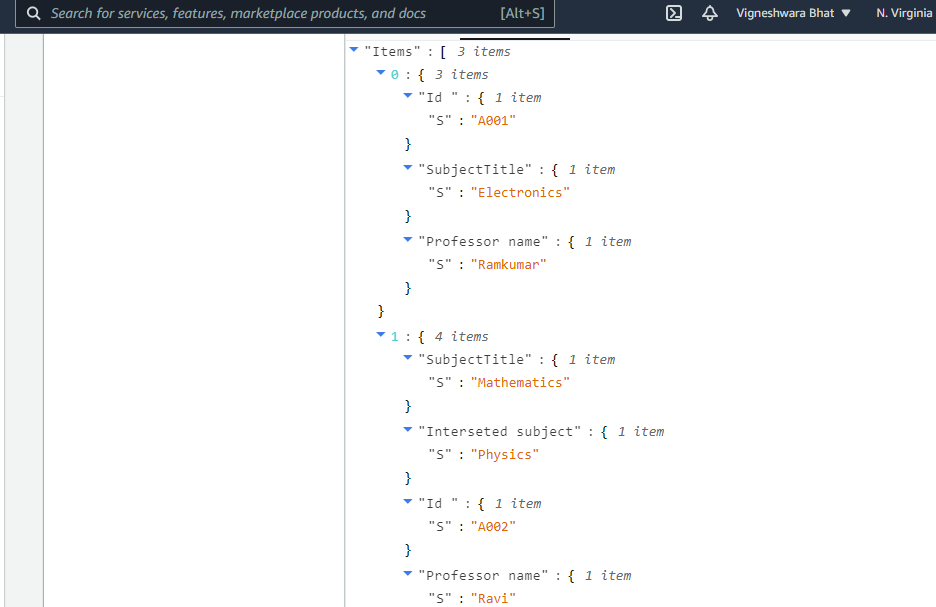 Search for services, features, marketplace products, and docs [Alt+S] Vigneshwara Bhat N. Virginia
"Items" : [ 3 items
0 : { 3 items
"Id " : { 1 item
"S" : "A001"
}
"SubjectTitle" : { 1 item
"S" : "Electronics"
}
"Professor name" : { 1 item
"S" : "Ramkumar"
}
}
1 : { 4 items
"SubjectTitle" : { 1 item
"S" : "Mathematics"
}
"Interseted subject" : { 1 item
"S" : "Physics"
}
"Id " : { 1 item
"S" : "A002"
}
"Professor name" : { 1 item
"S" : "Ravi"